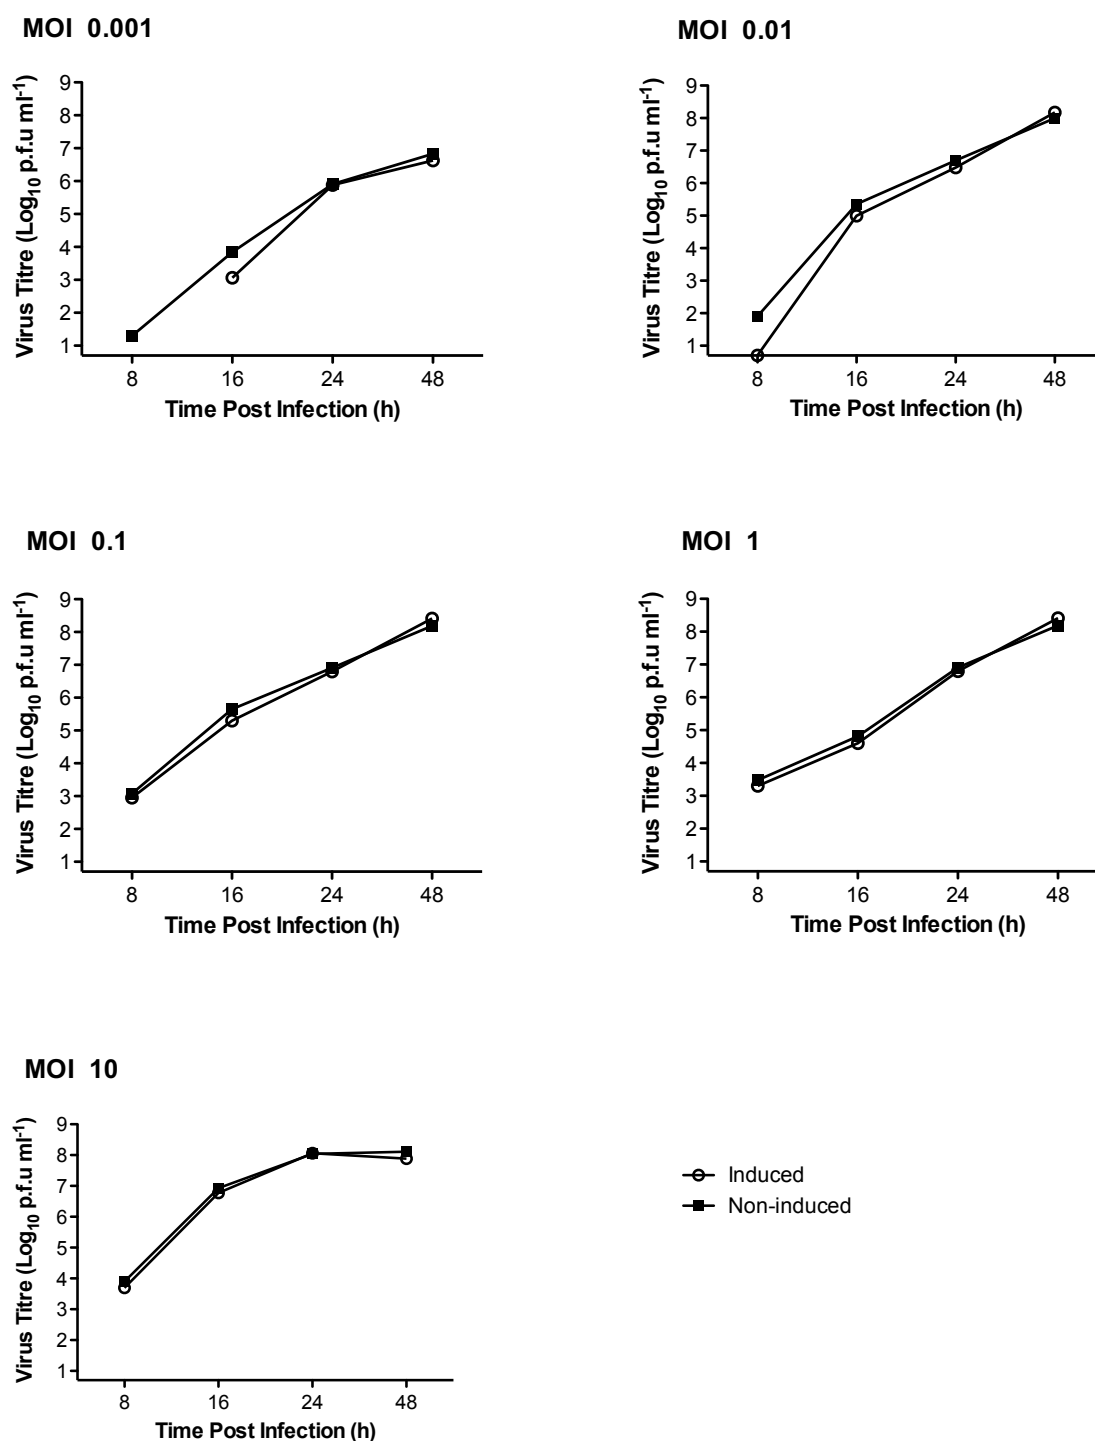 MOI 0.001
9
8
7
6
5
4
3
2
1
Virus Titre (Log10 p.f.u ml-1)
8 16 24 48
Time Post Infection (h)
MOI 0.01
9
8
7
6
5
4
3
2
1
Virus Titre (Log10 p.f.u ml-1)
8 16 24 48
Time Post Infection (h)
MOI 0.1
9
8
7
6
5
4
3
2
1
Virus Titre (Log10 p.f.u ml-1)
8 16 24 48
Time Post Infection (h)
MOI 1
9
8
7
6
5
4
3
2
1
Virus Titre (Log10 p.f.u ml-1)
8 16 24 48
Time Post Infection (h)
MOI 10
9
8
7
6
5
4
3
2
1
Virus Titre (Log10 p.f.u ml-1)
8 16 24 48
Time Post Infection (h)
Induced
Non-induced